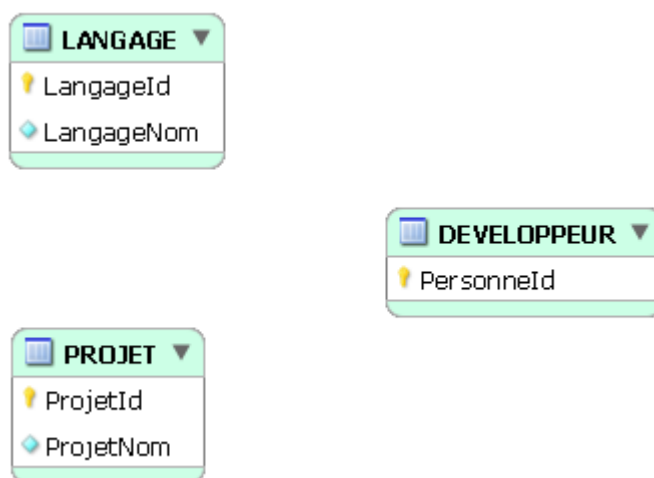 LANGAGE
LangageId
LangageNom
DEVELOPPEUR
PersonneId
PROJET
ProjetId
ProjetNom